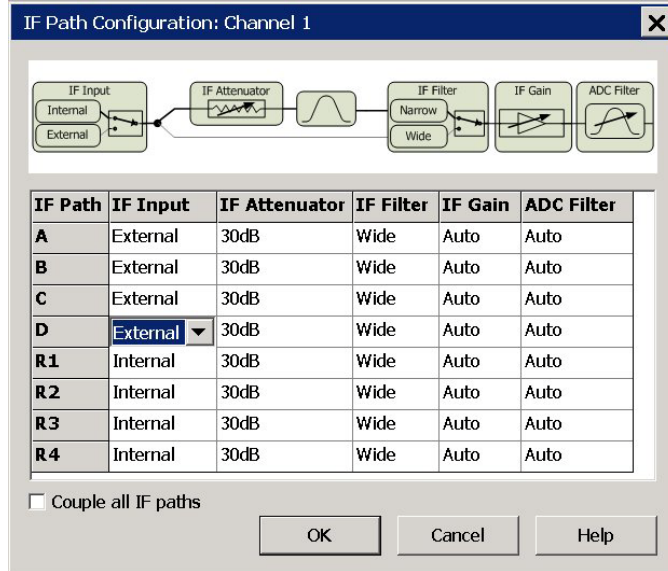 IF Path Configuration: Channel 1
IF Input IF Attenuator IF Filter IF Gain ADC Filter
Internal Narrow
External Wide
IF Path IF Input IF Attenuator IF Filter IF Gain ADC Filter
A External 30dB Wide Auto Auto
B External 30dB Wide Auto Auto
C External 30dB Wide Auto Auto
D External 30dB Wide Auto Auto
R1 Internal 30dB Wide Auto Auto
R2 Internal 30dB Wide Auto Auto
R3 Internal 30dB Wide Auto Auto
R4 Internal 30dB Wide Auto Auto
Couple all IF paths
OK Cancel Help